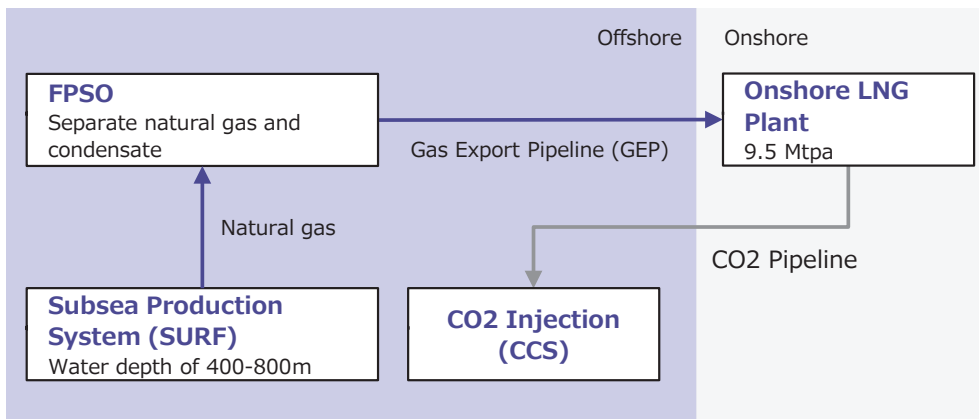 Offshore
Onshore
FPSO
Separate natural gas and
condensate
Onshore LNG
Plant
9.5 Mtpa
Gas Export Pipeline (GEP)
Natural gas
CO2 Pipeline
Subsea Production
System (SURF)
Water depth of 400-800m
CO2 Injection
(CCS)